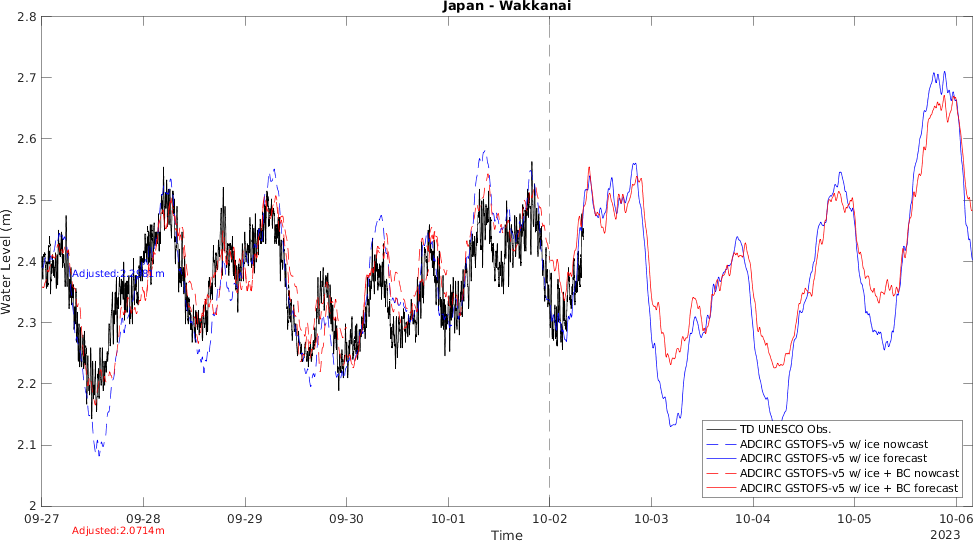 Japan - Wakkanai
2.8
2.7
2.6
2.5
2.4
2.3
2.2
2.1
2
Water Level (m)
Adjusted:2.2981m
TD UNESCO Obs.
ADCIRC GSTOFS-v5 w/ ice nowcast
ADCIRC GSTOFS-v5 w/ ice forecast
ADCIRC GSTOFS-v5 w/ ice + BC nowcast
ADCIRC GSTOFS-v5 w/ ice + BC forecast
09-27 09-28 09-29 09-30 10-01 10-02 10-03 10-04 10-05 10-06
Adjusted:2.0714m
Time
2023